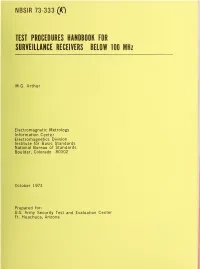 NBSIR 73-333 (R)
TEST PROCEDURES HANDBOOK FOR
SURVEILLANCE RECEIVERS BELOW 100 MHz
W.G. Arthur
Electromagnetic Metrology
Information Center
Electromagnetics Division
Institute for Basic Standards
National Bureau of Standards
Boulder, Colorado 80302
October 1973
Prepared for:
U.S. Army Security Test and Evaluation Center
Ft. Huachuca, Arizona